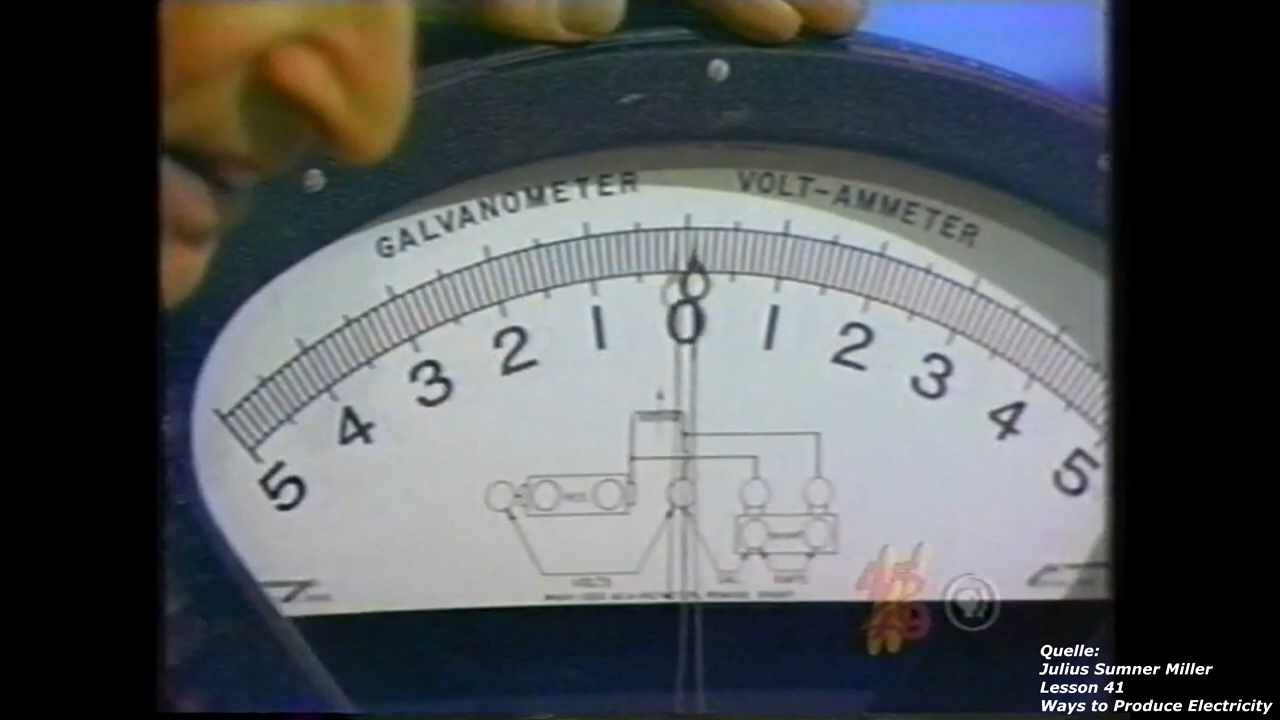 GALVANOMETER VOLT-AMMETER
5 4 3 2 1 0 1 2 3 4 5
VOLTS
Quelle:
Julius Sumner Miller
Lesson 41
Ways to Produce Electricity